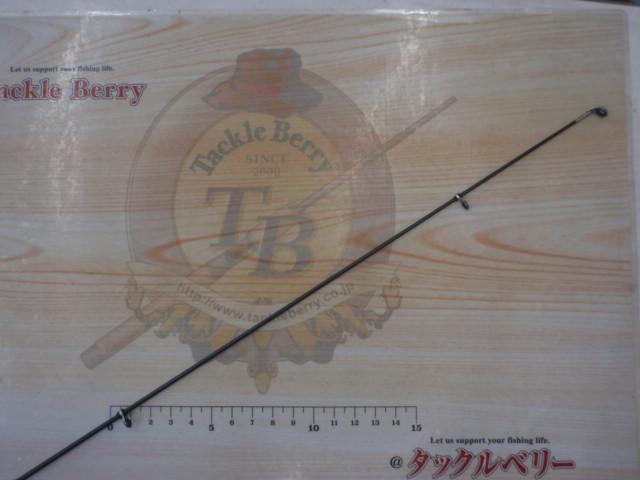 Let us support your fishing life.
Tackle Berry
Tackle Berry
SINCE
2000
TB
http://www.tackleberry.co.jp
0 1 2 3 4 5 6 7 8 9 10 11 12 13 14 15
Let us support your fishing life.
@ タックルベリー